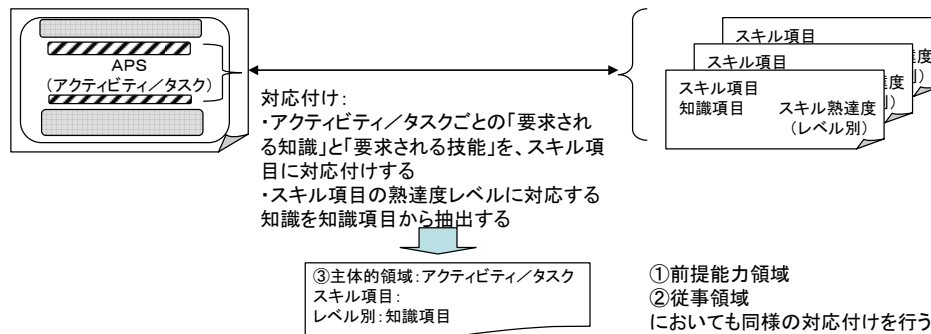 APS
(アクティビティ／タスク)
対応付け:
・アクティビティ／タスクごとの「要求され
る知識」と「要求される技能」を、スキル項
目に対応付けする
・スキル項目の熟達度レベルに対応する
知識を知識項目から抽出する
スキル項目
度
)
スキル項目
度
)
スキル項目
知識項目 スキル熟達度
(レベル別)
③主体的領域:アクティビティ／タスク
スキル項目:
レベル別:知識項目
①前提能力領域
②従事領域
においても同様の対応付けを行う